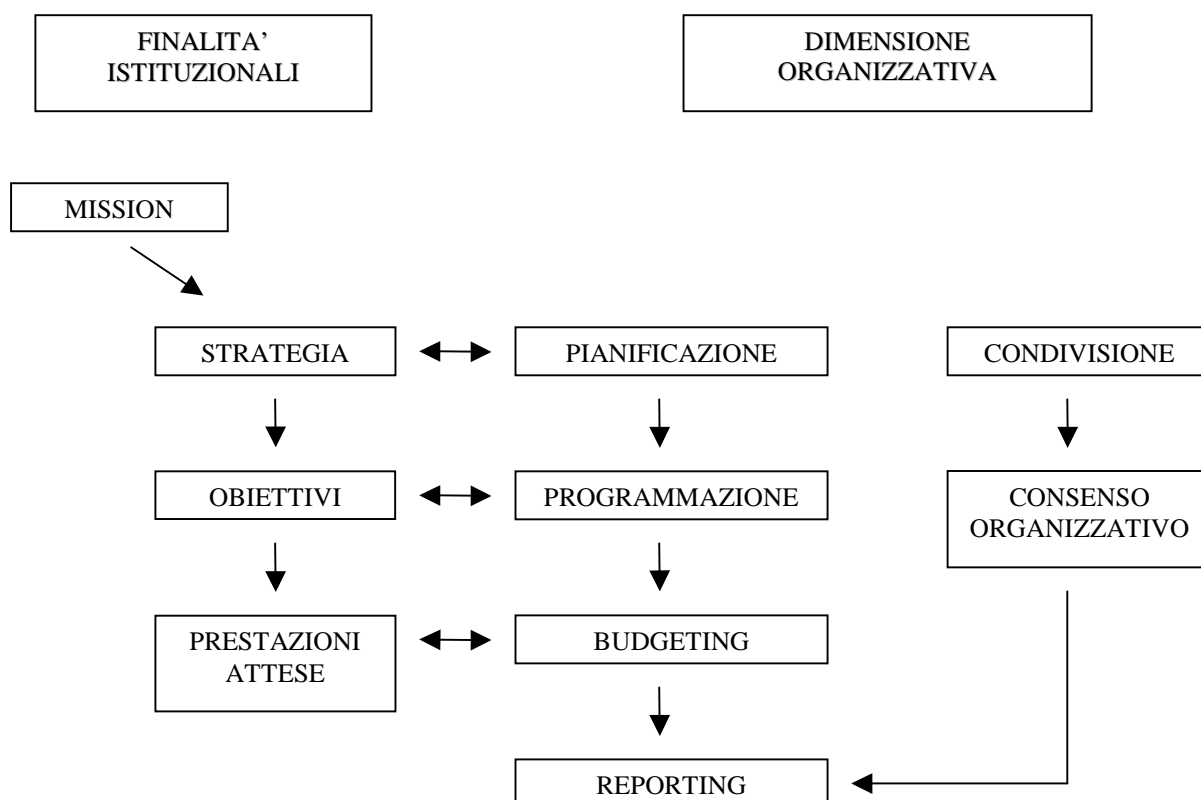 FINALITA’
ISTITUZIONALI
DIMENSIONE
ORGANIZZATIVA
MISSION
STRATEGIA
PIANIFICAZIONE
CONDIVISIONE
OBIETTIVI
PROGRAMMAZIONE
CONSENSO
ORGANIZZATIVO
PRESTAZIONI
ATTESE
BUDGETING
REPORTING